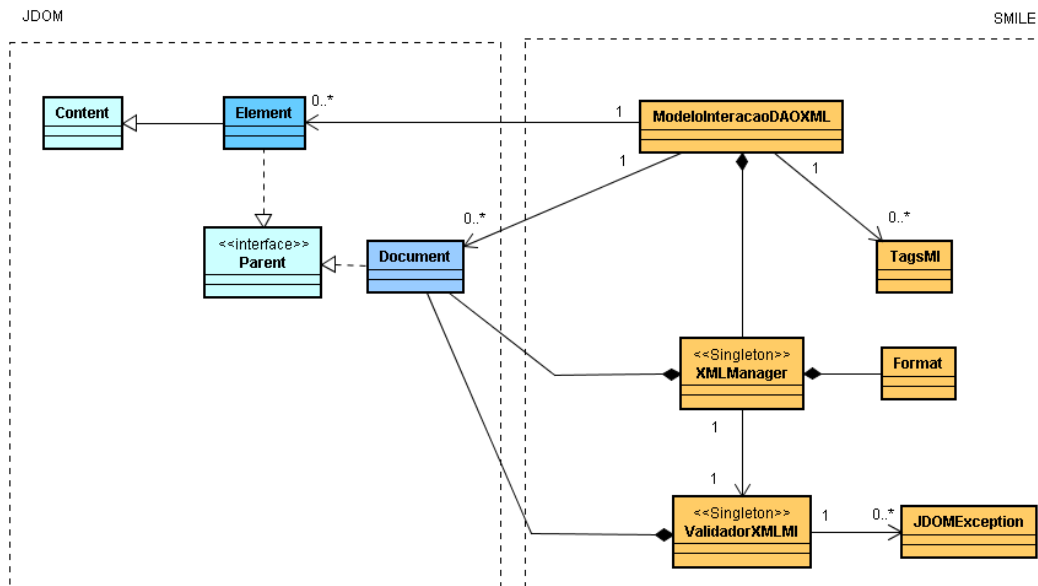 JDOM
SMILE
Content
Element
0..*
1
ModeloInteracaoDAOXML
1
1
0..*
0..*
<<interface>>
Parent
Document
TagsMI
<<Singleton>>
XMLManager
Format
1
1
<<Singleton>>
ValidadorXMLMI
1
0..*
JDOMException